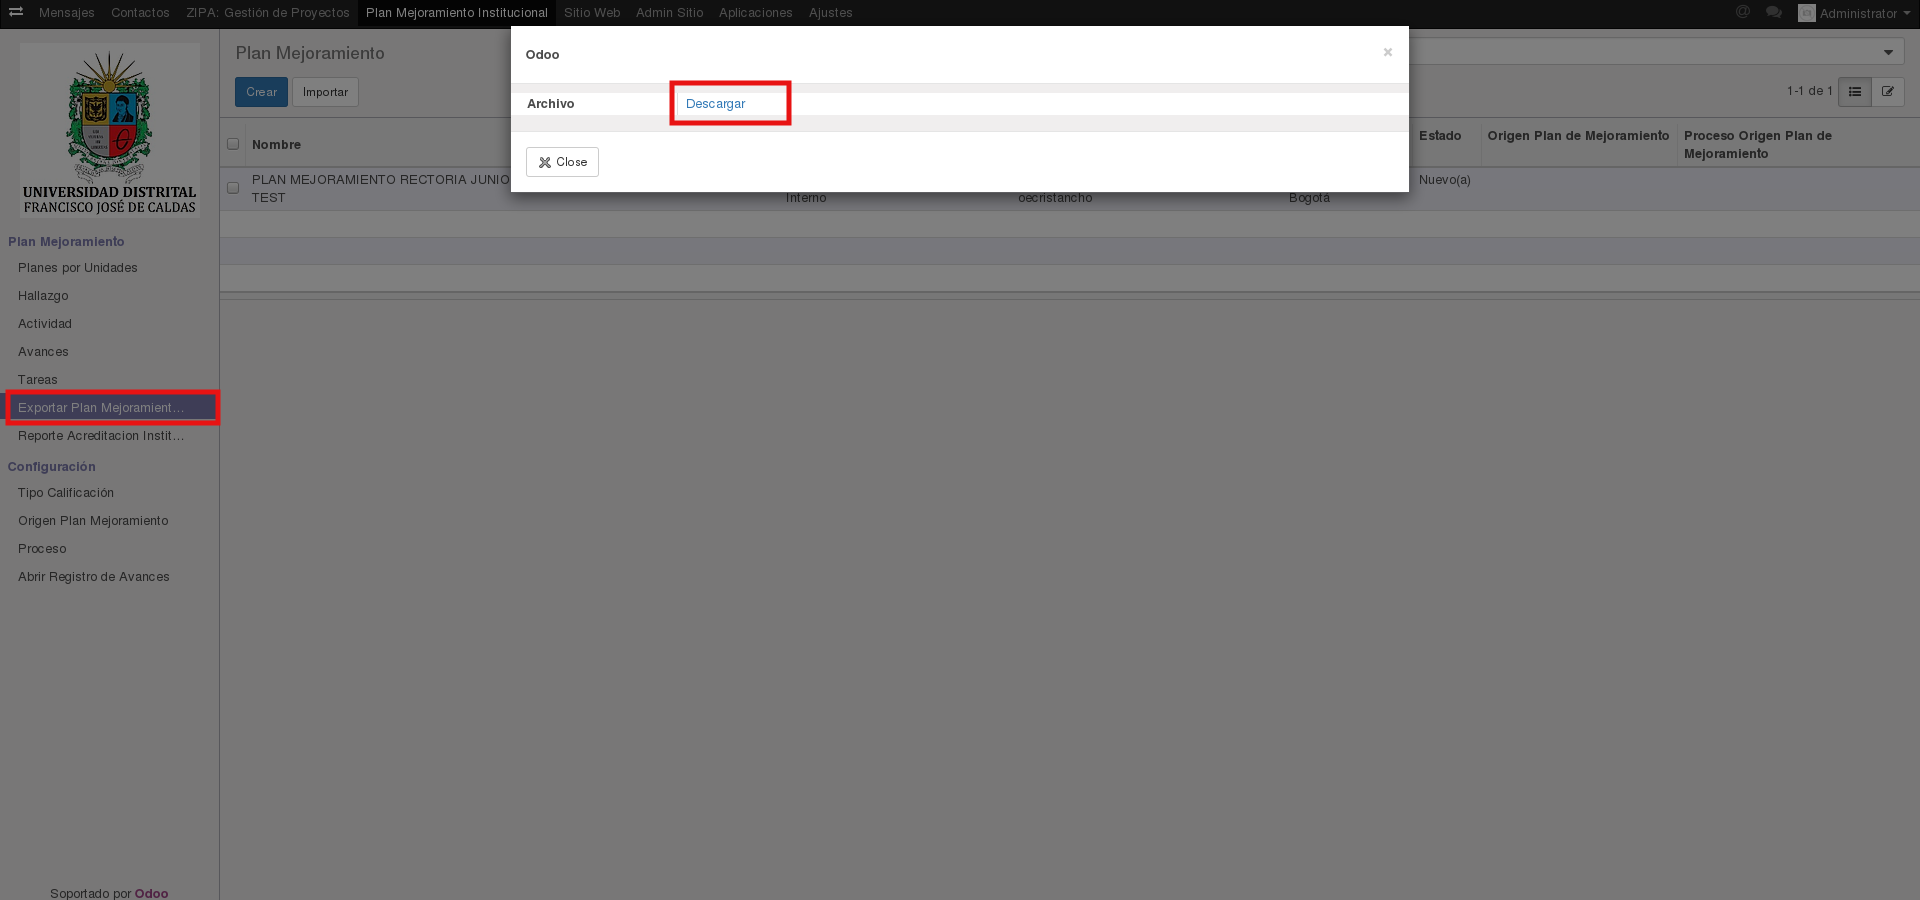 Mensajes Contactos ZIPA: Gestión de Proyectos Plan Mejoramiento Institucional Sitio Web Admin Sitio Aplicaciones Ajustes @ Administrator
UNIVERSIDAD DISTRITAL
FRANCISCO JOSÉ DE CALDAS
Plan Mejoramiento
Planes por Unidades
Hallazgo
Actividad
Avances
Tareas
Exportar Plan Mejoramient...
Reporte Acreditacion Instit...
Configuración
Tipo Calificación
Origen Plan Mejoramiento
Proceso
Abrir Registro de Avances
Soportado por Odoo
Plan Mejoramiento
Crear Importar
1-1 de 1
Odoo ×
Archivo Descargar
Close
Nombre Estado Origen Plan de Mejoramiento Proceso Origen Plan de
Mejoramiento
PLAN MEJORAMIENTO RECTORIA JUNIO Nuevo(a)
TEST Interno oecristancho Bogotá